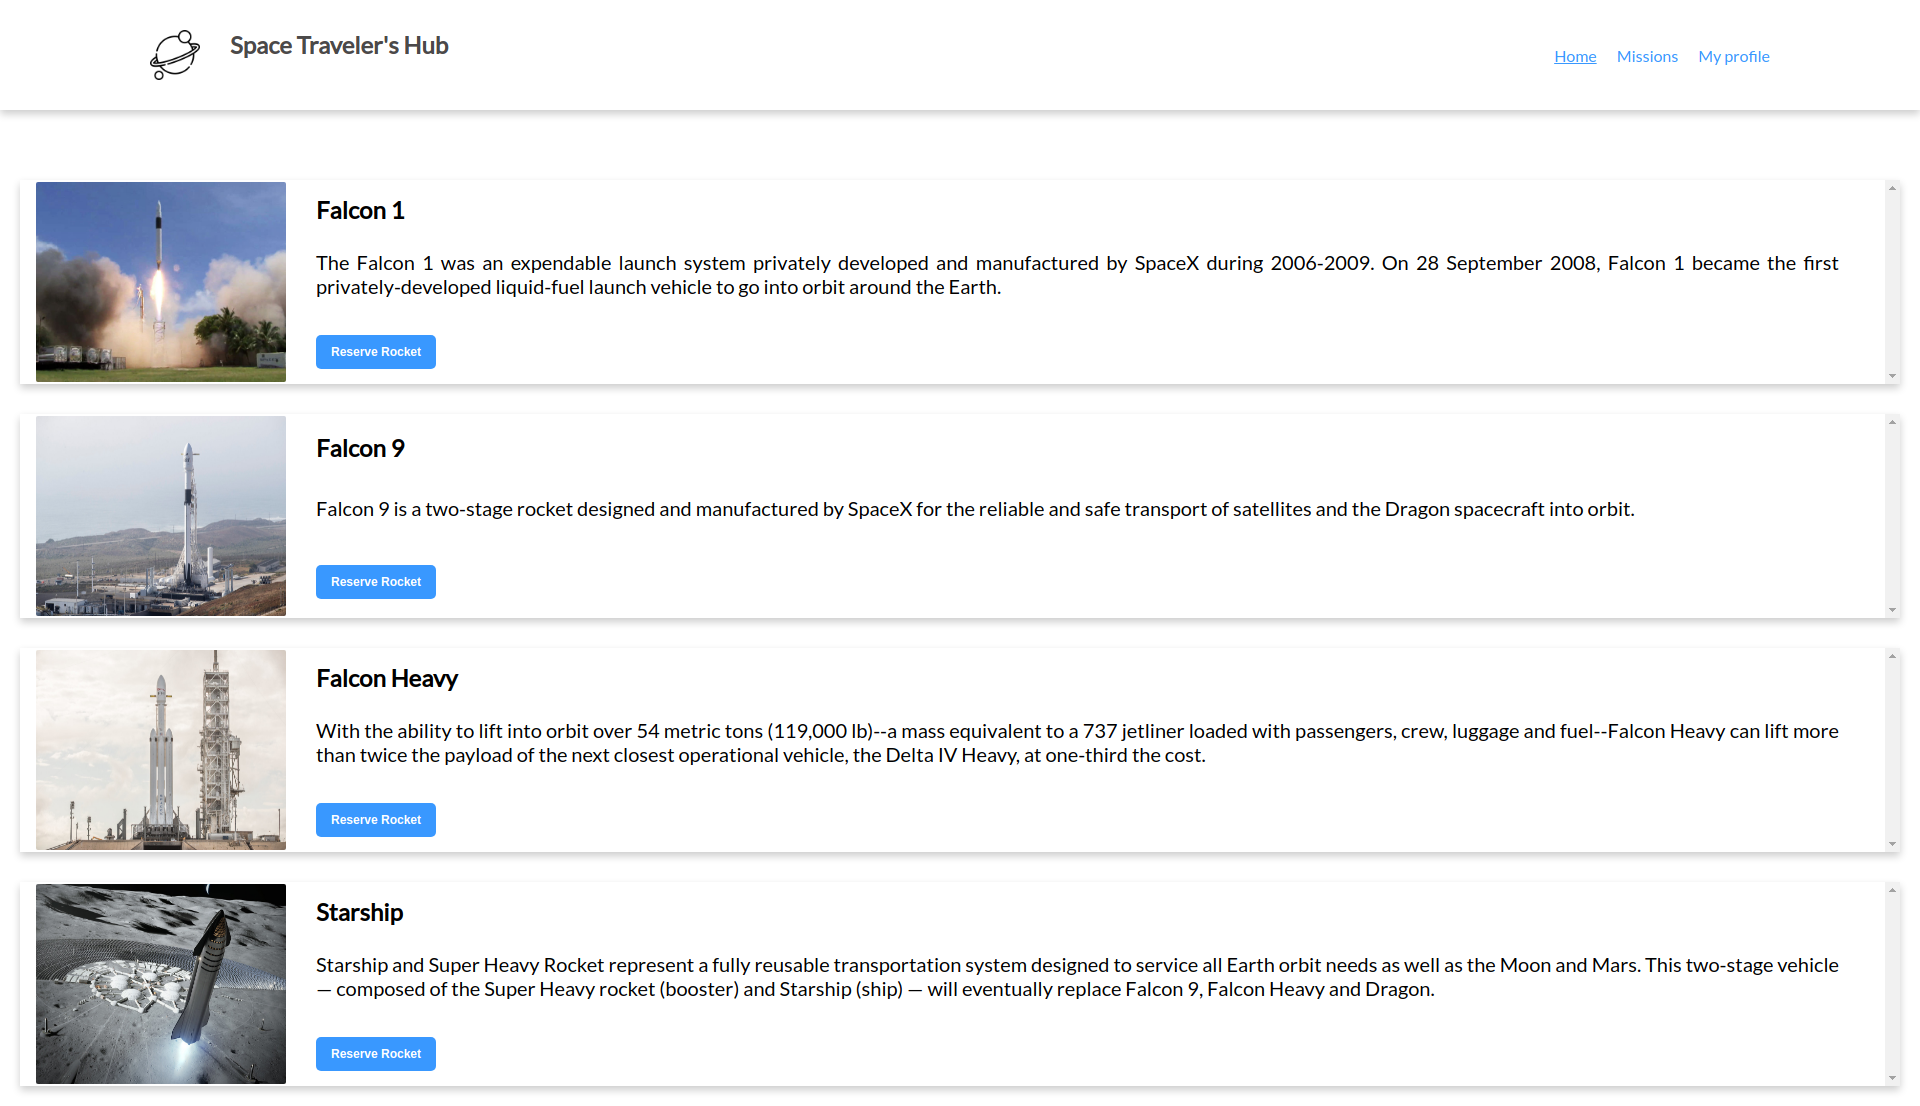 Space Traveler's Hub
Home Missions My profile
Falcon 1
The Falcon 1 was an expendable launch system privately developed and manufactured by SpaceX during 2006-2009. On 28 September 2008, Falcon 1 became the first
privately-developed liquid-fuel launch vehicle to go into orbit around the Earth.
Reserve Rocket
Falcon 9
Falcon 9 is a two-stage rocket designed and manufactured by SpaceX for the reliable and safe transport of satellites and the Dragon spacecraft into orbit.
Reserve Rocket
Falcon Heavy
With the ability to lift into orbit over 54 metric tons (119,000 lb)--a mass equivalent to a 737 jetliner loaded with passengers, crew, luggage and fuel--Falcon Heavy can lift more
than twice the payload of the next closest operational vehicle, the Delta IV Heavy, at one-third the cost.
Reserve Rocket
Starship
Starship and Super Heavy Rocket represent a fully reusable transportation system designed to service all Earth orbit needs as well as the Moon and Mars. This two-stage vehicle
— composed of the Super Heavy rocket (booster) and Starship (ship) — will eventually replace Falcon 9, Falcon Heavy and Dragon.
Reserve Rocket